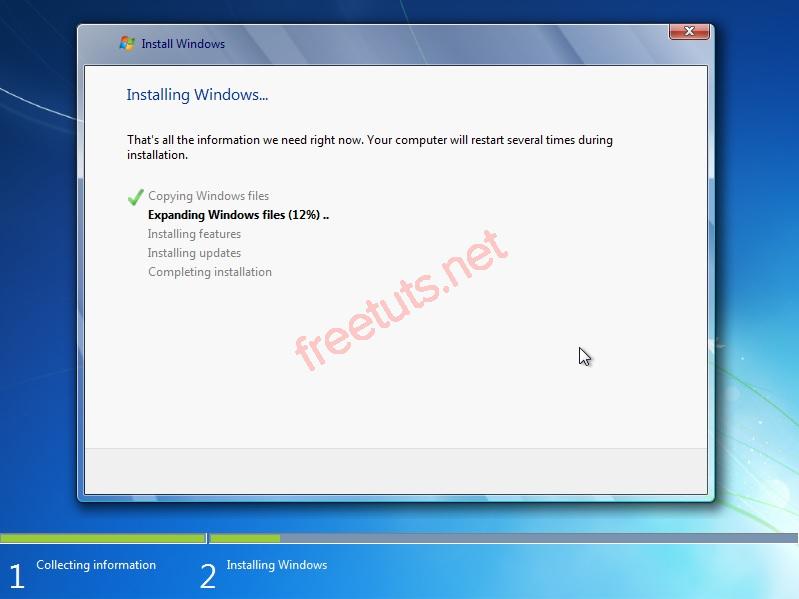 Install Windows
Installing Windows...
That's all the information we need right now. Your computer will restart several times during
installation.
Copying Windows files
Expanding Windows files (12%) ..
Installing features
Installing updates
Completing installation
freetuts.net
1 Collecting information
2 Installing Windows